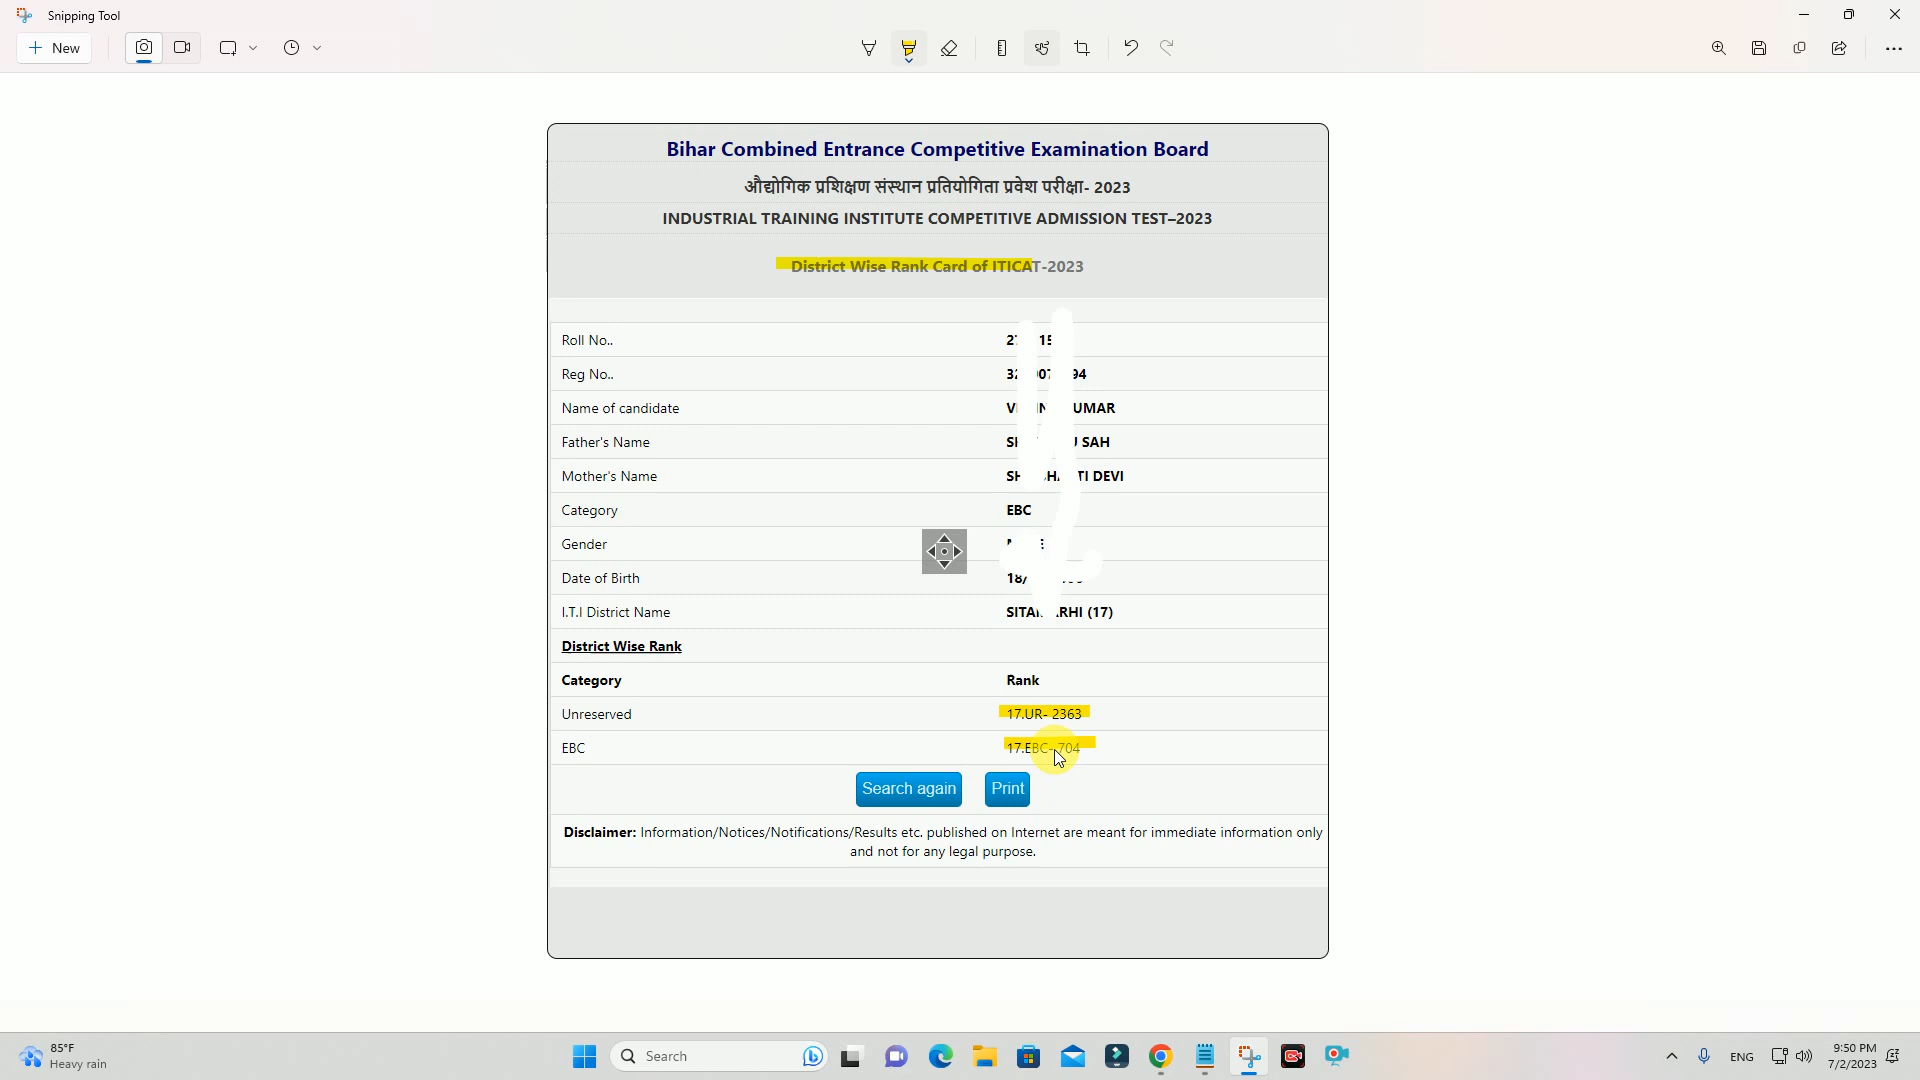 Snipping Tool
New
Bihar Combined Entrance Competitive Examination Board
औद्योगिक प्रशिक्षण संस्थान प्रतियोगिता प्रवेश परीक्षा- 2023
INDUSTRIAL TRAINING INSTITUTE COMPETITIVE ADMISSION TEST–2023
District Wise Rank Card of ITICAT-2023
Roll No..
Reg No..
Name of candidate UMAR
Father's Name SAH
Mother's Name DEVI
Category EBC
Gender
Date of Birth 18/
I.T.I District Name (17)
District Wise Rank
Category Rank
Unreserved 17.UR- 2363
EBC 17.EBC- 704
Search again Print
Disclaimer: Information/Notices/Notifications/Results etc. published on Internet are meant for immediate information only
and not for any legal purpose.
85°F
Heavy rain
Search
ENG
9:50 PM
7/2/2023